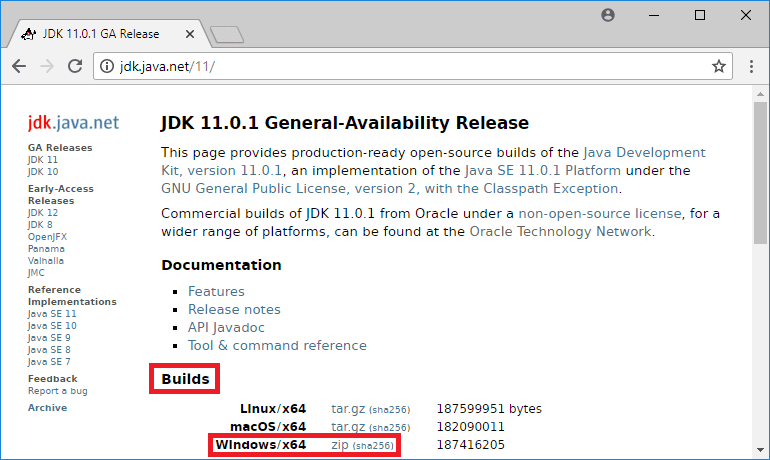 JDK 11.0.1 GA Release
jdk.java.net/11/
jdk.java.net
GA Releases
JDK 11
JDK 10
Early-Access
Releases
JDK 12
JDK 8
OpenJFX
Panama
Valhalla
JMC
Reference
Implementations
Java SE 11
Java SE 10
Java SE 9
Java SE 8
Java SE 7
Feedback
Report a bug
Archive
JDK 11.0.1 General-Availability Release
This page provides production-ready open-source builds of the Java Development
Kit, version 11.0.1, an implementation of the Java SE 11.0.1 Platform under the
GNU General Public License, version 2, with the Classpath Exception.
Commercial builds of JDK 11.0.1 from Oracle under a non-open-source license, for a
wider range of platforms, can be found at the Oracle Technology Network.
Documentation
Features
Release notes
API Javadoc
Tool & command reference
Builds
Linux/x64 tar.gz (sha256) 187599951 bytes
macOS/x64 tar.gz (sha256) 182090011
Windows/x64 zip (sha256) 187416205